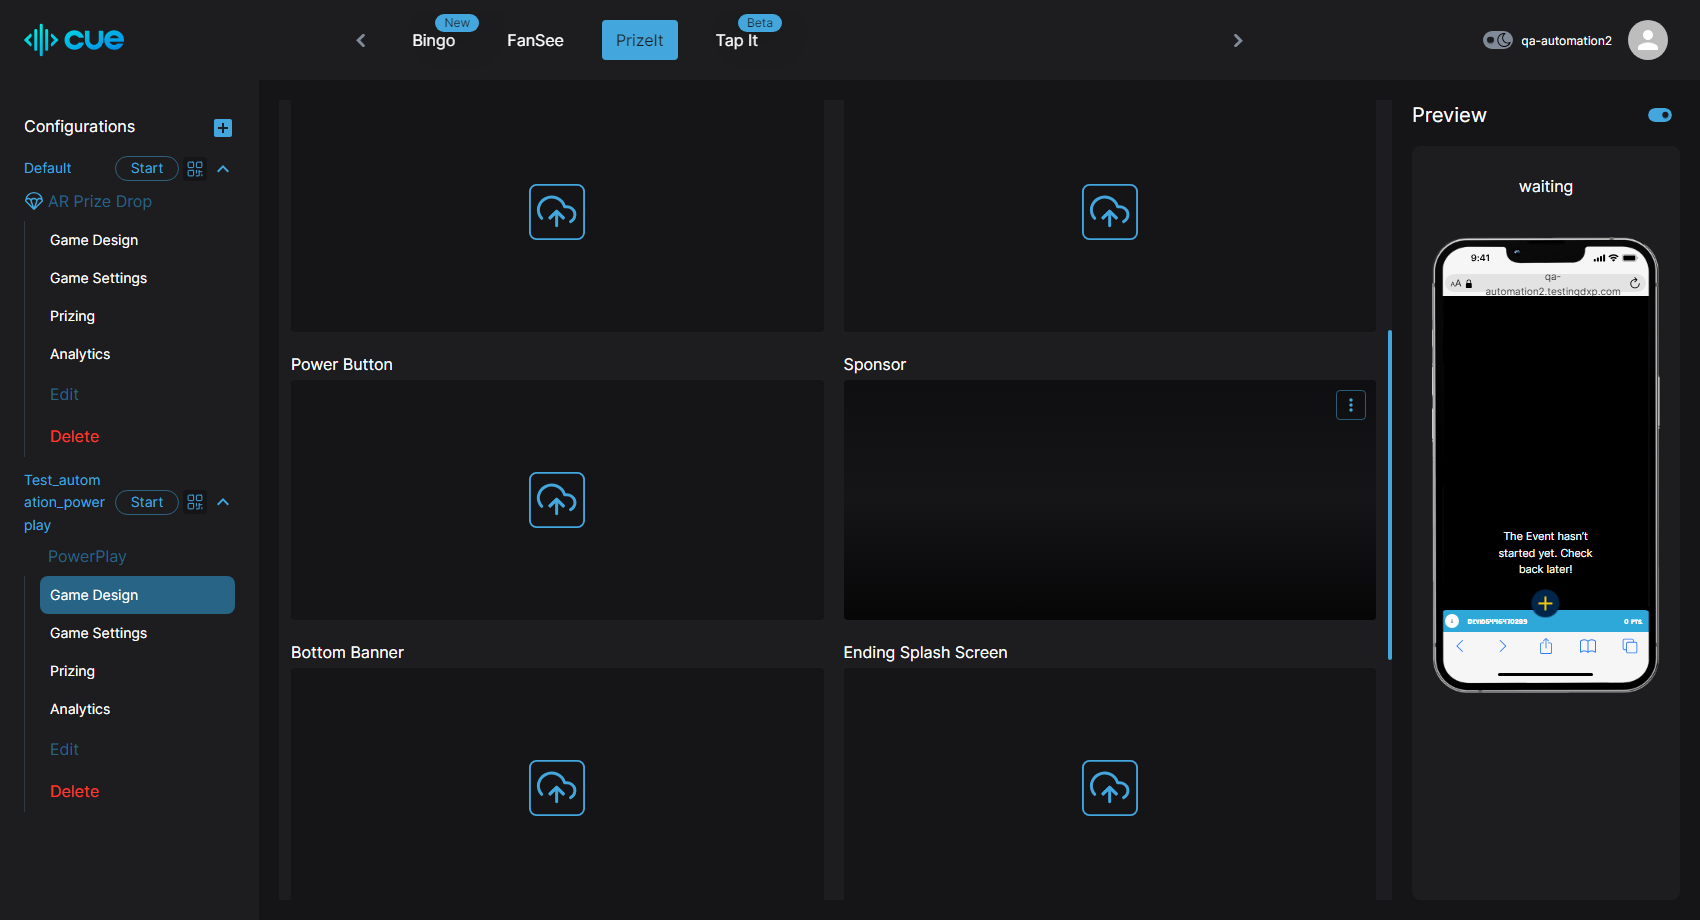 cue
New
Bingo
FanSee
PrizeIt
Beta
Tap It
qa-automation2
Configurations
Default
Start
AR Prize Drop
Game Design
Game Settings
Prizing
Analytics
Edit
Delete
Test_autom
ation_power
play
Start
PowerPlay
Game Design
Game Settings
Prizing
Analytics
Edit
Delete
Power Button
Sponsor
Bottom Banner
Ending Splash Screen
Preview
waiting
9:41
AA
qa-
automation2.testingdxp.com
The Event hasn't
started yet. Check
back later!
0 PTS.